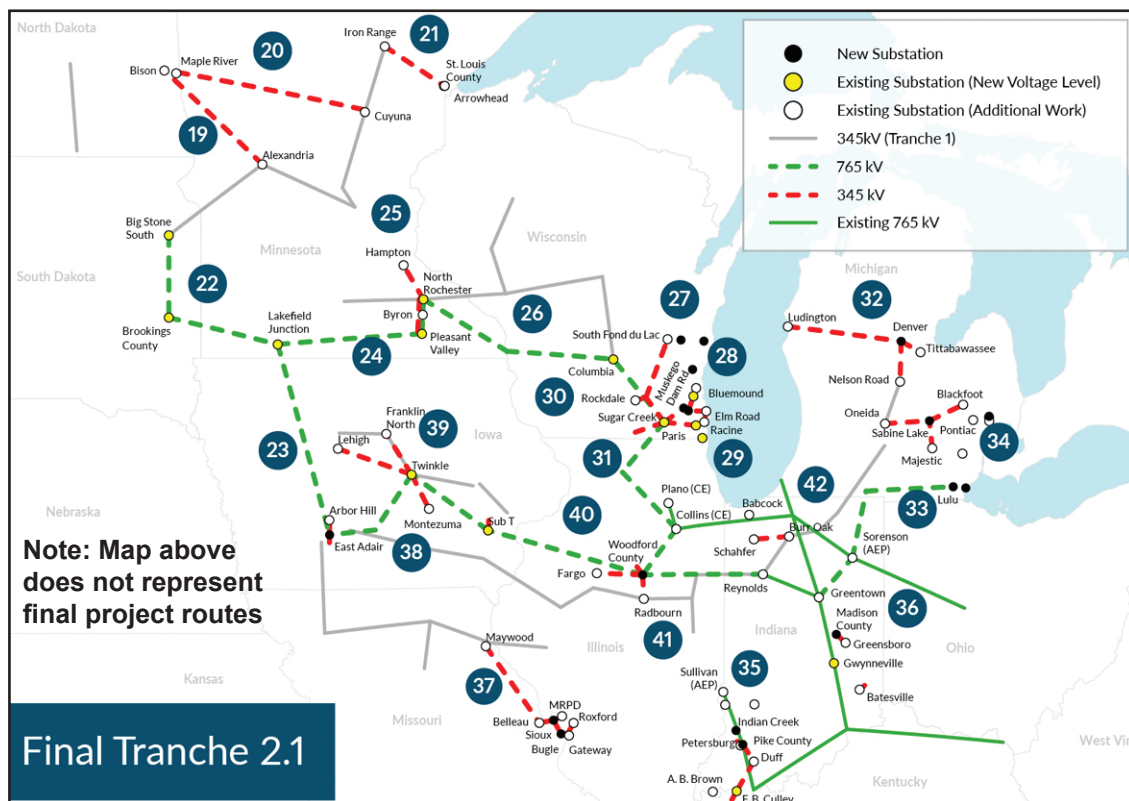 North Dakota
20
Iron Range
21
Bison
Maple River
St. Louis
County
Arrowhead
Cuyuna
19
Alexandria
New Substation
Existing Substation (New Voltage Level)
Existing Substation (Additional Work)
345kV (Tranche 1)
765 kV
345 kV
Existing 765 kV
Big Stone
South
Minnesota
25
Hampton
Wisconsin
South Dakota
22
North
Rochester
Byron
Pleasant
Valley
Brookings
County
Lakefield
Junction
24
26
27
South Fond du Lac
28
Columbia
Michigan
32
Ludington
Denver
Tittabawassee
Nelson Road
30
Rockdale
Muskego
Dam Rd
Bluemound
Sugar Creek
Elm Road
Paris
Racine
29
31
Blackfoot
Oneida
Pontiac
34
Sabine Lake
Majestic
23
Franklin
North
39
Iowa
Lehigh
Twinkle
Montezuma
Nebraska
Arbor Hill
East Adair
38
Sub T
40
Plano (CE)
Collins (CE)
Babcock
42
33
Lulu
Note: Map above
does not represent
final project routes
Woodford
County
Fargo
Radbourn
Schahfer
Burr Oak
Reynolds
Sorenson
(AEP)
Greentown
41
Illinois
Indiana
36
Madison
County
Greensboro
Ohio
Gwynneville
Batesville
Maywood
Kansas
37
Missouri
Belleau
MRPD
Roxford
Sioux
Bugle
Gateway
Sullivan
(AEP)
35
Indian Creek
Petersburg
Pike County
Duff
A. B. Brown
F. B. Culley
Kentucky
West Vir
Final Tranche 2.1